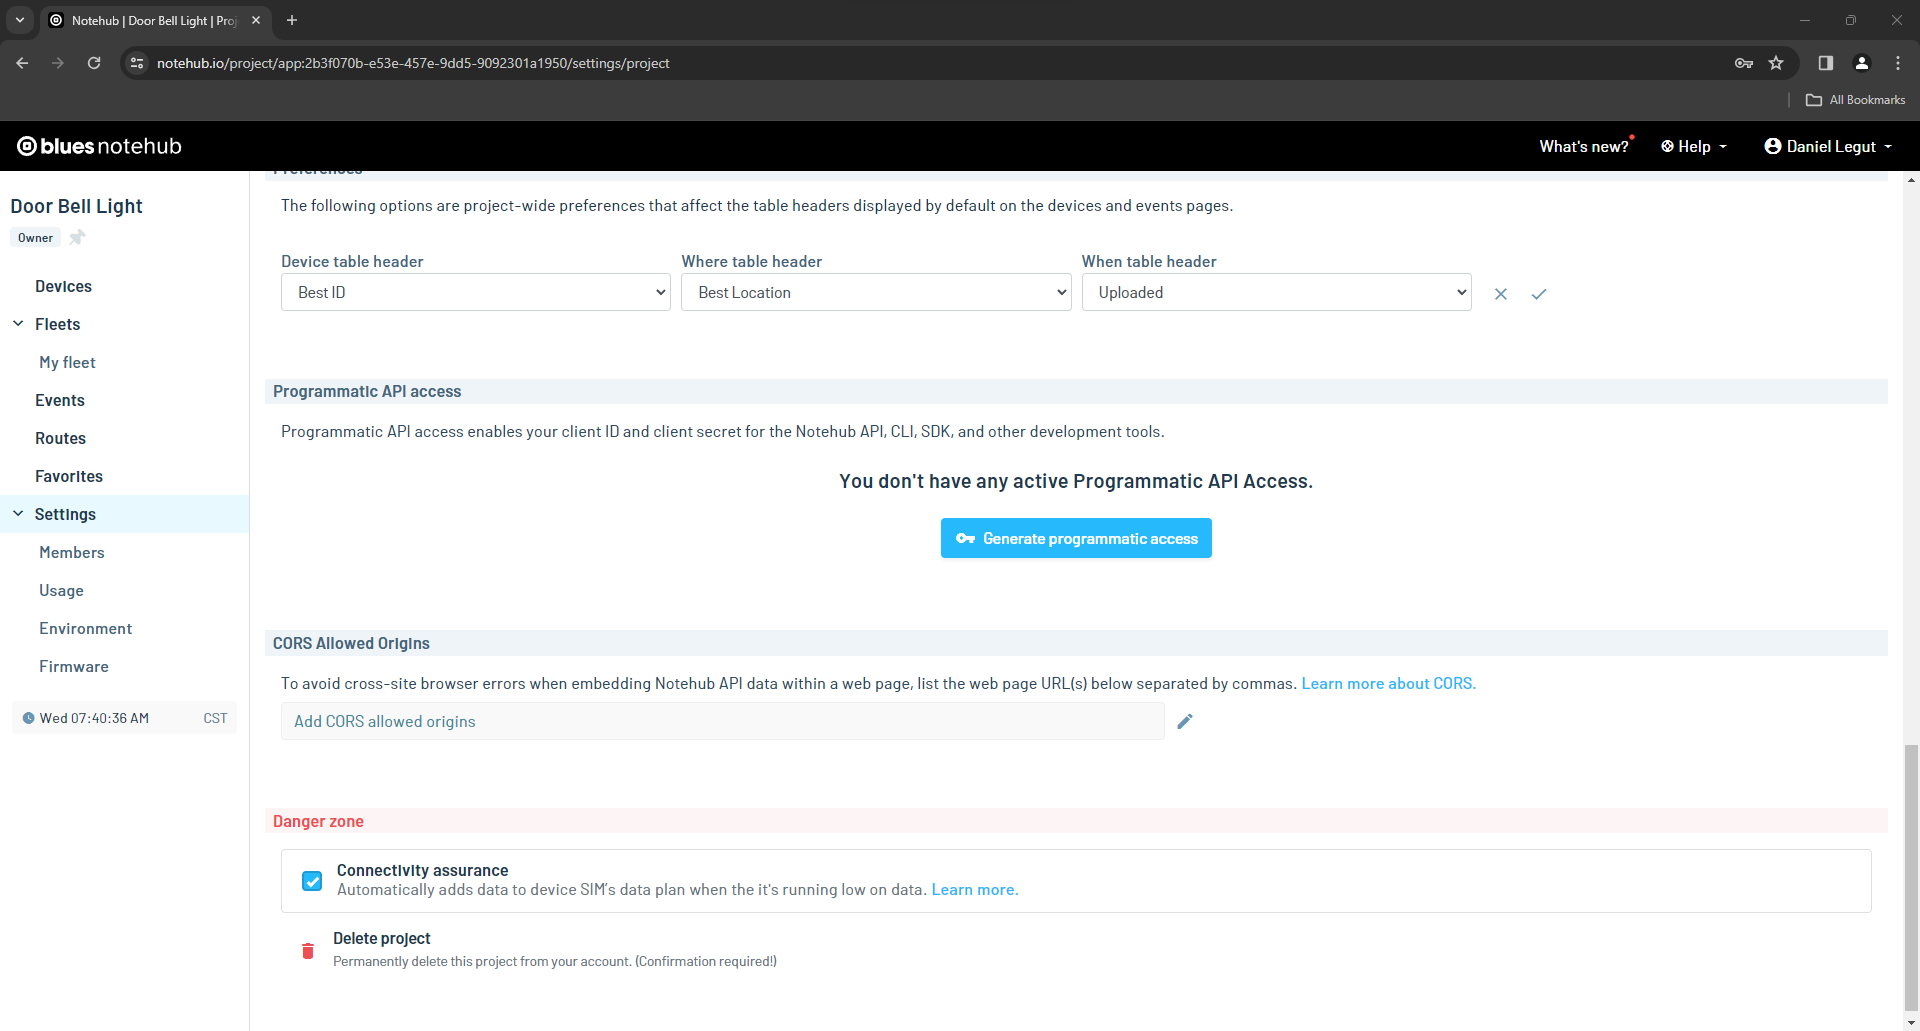 Notehub | Door Bell Light | Proj
notehub.io/project/app:2b3f070b-e53e-457e-9dd5-9092301a1950/settings/project
All Bookmarks
blues notehub
What's new?
Help
Daniel Legut
Door Bell Light
Owner
Devices
Fleets
My fleet
Events
Routes
Favorites
Settings
Members
Usage
Environment
Firmware
Wed 07:40:36 AM CST
Preferences
The following options are project-wide preferences that affect the table headers displayed by default on the devices and events pages.
Device table header Where table header When table header
Best ID Best Location Uploaded
Programmatic API access
Programmatic API access enables your client ID and client secret for the Notehub API, CLI, SDK, and other development tools.
You don't have any active Programmatic API Access.
Generate programmatic access
CORS Allowed Origins
To avoid cross-site browser errors when embedding Notehub API data within a web page, list the web page URL(s) below separated by commas. Learn more about CORS.
Add CORS allowed origins
Danger zone
Connectivity assurance
Automatically adds data to device SIM’s data plan when the it's running low on data. Learn more.
Delete project
Permanently delete this project from your account. (Confirmation required!)